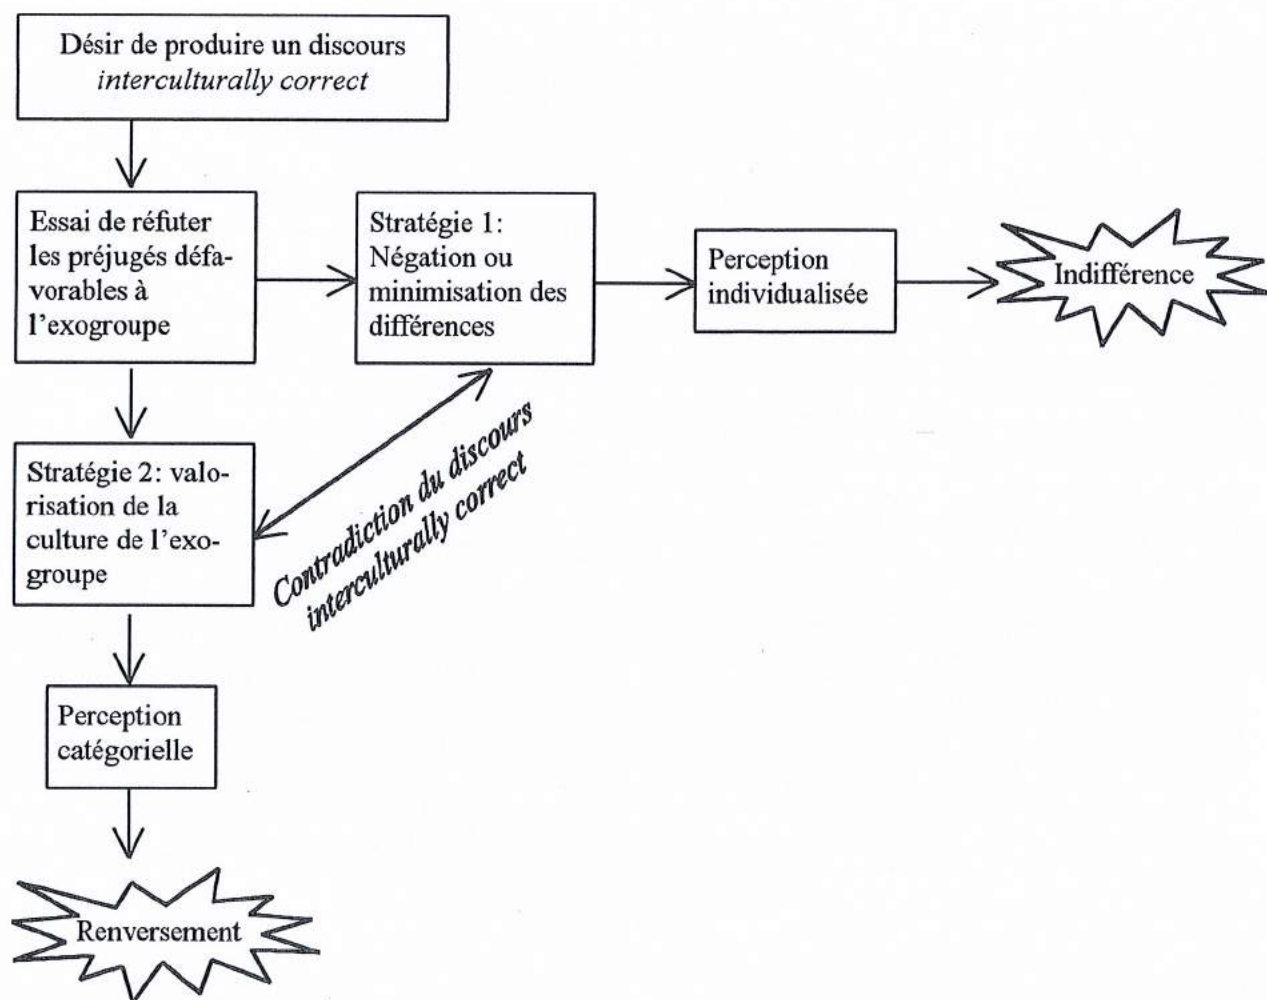 Désir de produire un discours
interculturally correct
Essai de réfuter
les préjugés défa-
vorables à
l'exogroupe
Stratégie 1:
Négation ou
minimisation des
différences
Perception
individualisée
Indifférence
Stratégie 2: valo-
risation de la
culture de l'exo-
groupe
Contradiction du discours
interculturally correct
Perception
catégorielle
Renversement